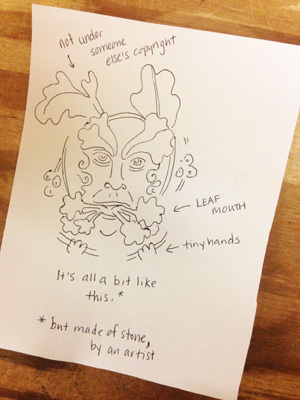 not under
someone
else's copyright
LEAF
MOUTH
tiny hands
It's all a bit like
this.*
* but made of stone,
by an artist